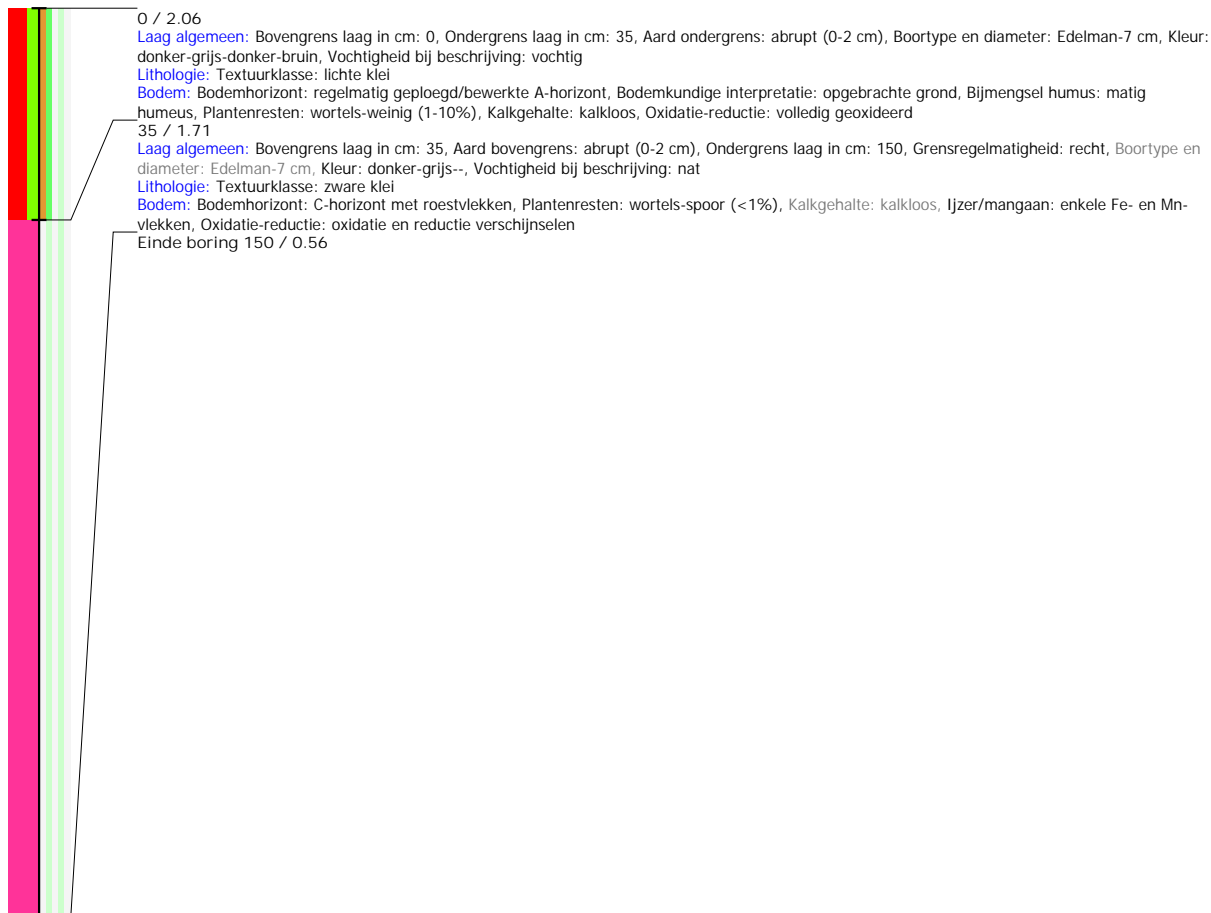 0 / 2.06
Laag algemeen: Bovengrens laag in cm: 0, Ondergrens laag in cm: 35, Aard ondergrens: abrupt (0-2 cm), Boortype en diameter: Edelman-7 cm, Kleur:
donker-grijs-donker-bruin, Vochtigheid bij beschrijving: vochtig
Lithologie: Textuurklasse: lichte klei
Bodem: Bodemhorizont: regelmatig geploegd/bewerkte A-horizont, Bodemkundige interpretatie: opgebrachte grond, Bijmengsel humus: matig
humeus, Plantenresten: wortels-weinig (1-10%), Kalkgehalte: kalkloos, Oxidatie-reductie: volledig geoxideerd
35 / 1.71
Laag algemeen: Bovengrens laag in cm: 35, Aard bovengrens: abrupt (0-2 cm), Ondergrens laag in cm: 150, Grensregelmatigheid: recht, Boortype en
diameter: Edelman-7 cm, Kleur: donker-grijs--, Vochtigheid bij beschrijving: nat
Lithologie: Textuurklasse: zware klei
Bodem: Bodemhorizont: C-horizont met roestvlekken, Plantenresten: wortels-spoor (<1%), Kalkgehalte: kalkloos, Ijzer/mangaan: enkele Fe- en Mn-
vlekken, Oxidatie-reductie: oxidatie en reductie verschijnselen
Einde boring 150 / 0.56